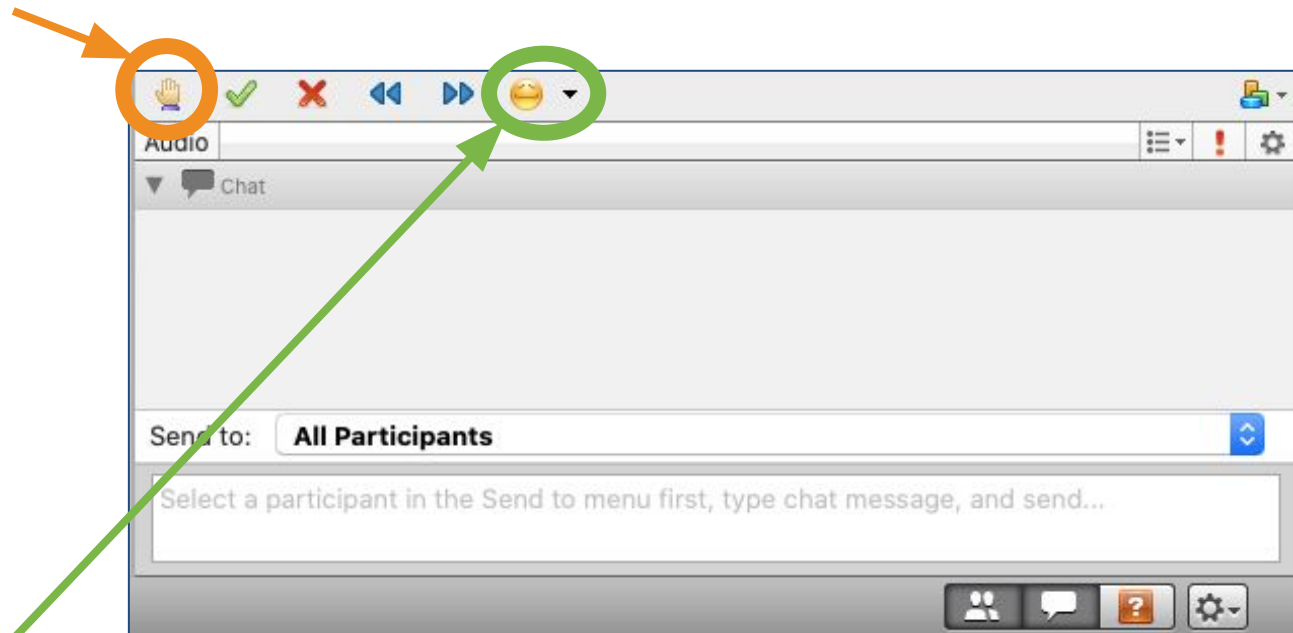 Audio
Chat
Send to: All Participants
Select a participant in the Send to menu first, type chat message, and send...